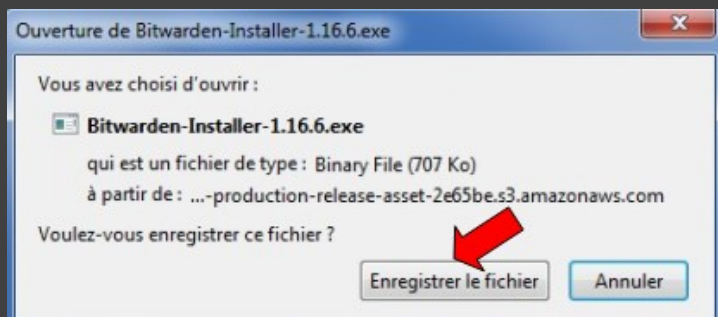 Ouverture de Bitwarden-Installer-1.16.6.exe
Vous avez choisi d'ouvrir :
Bitwarden-Installer-1.16.6.exe
qui est un fichier de type : Binary File (707 Ko)
à partir de : ...-production-release-asset-2e65be.s3.amazonaws.com
Voulez-vous enregistrer ce fichier ?
Enregistrer le fichier Annuler